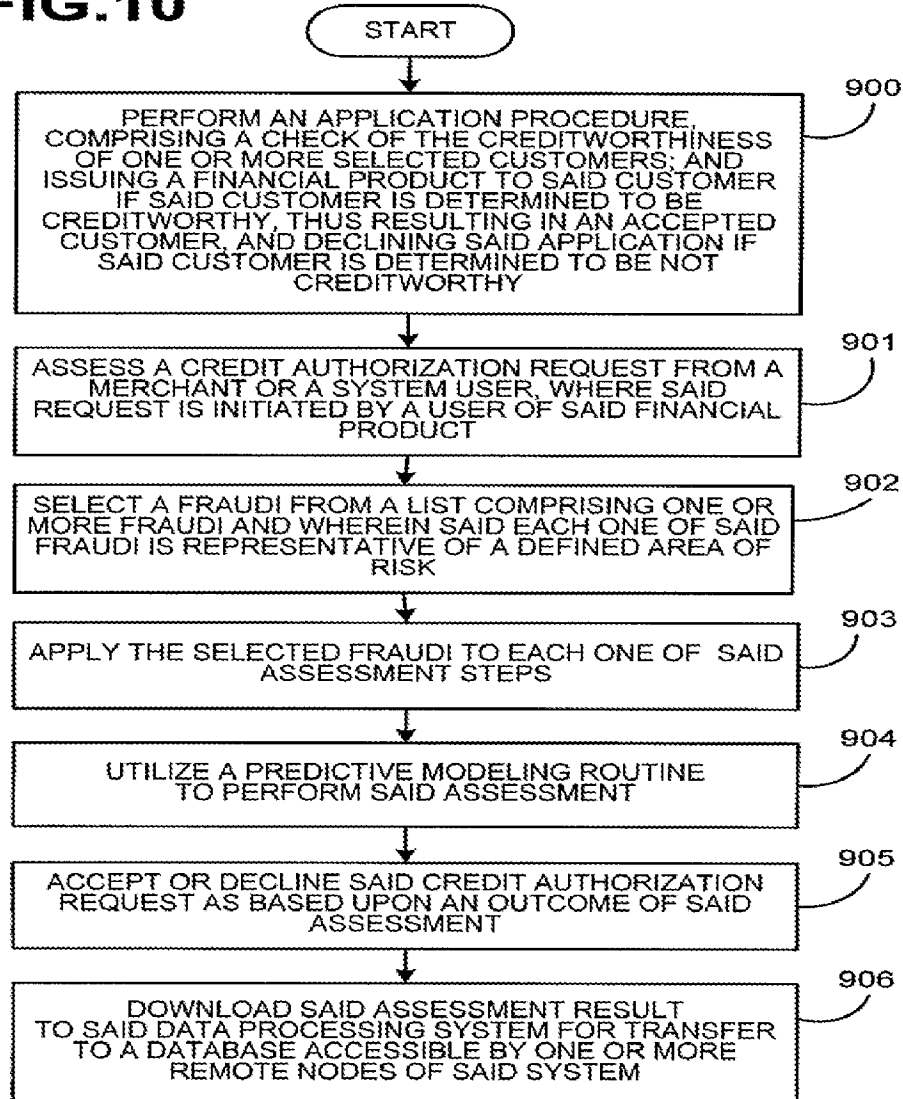 FIG.10
START
900
PERFORM AN APPLICATION PROCEDURE,
COMPRISING A CHECK OF THE CREDITWORTHINESS
OF ONE OR MORE SELECTED CUSTOMERS; AND
ISSUING A FINANCIAL PRODUCT TO SAID CUSTOMER
IF SAID CUSTOMER IS DETERMINED TO BE
CREDITWORTHY, THUS RESULTING IN AN ACCEPTED
CUSTOMER, AND DECLINING SAID APPLICATION IF
SAID CUSTOMER IS DETERMINED TO BE NOT
CREDITWORTHY
901
ASSESS A CREDIT AUTHORIZATION REQUEST FROM A
MERCHANT OR A SYSTEM USER, WHERE SAID
REQUEST IS INITIATED BY A USER OF SAID FINANCIAL
PRODUCT
902
SELECT A FRAUDI FROM A LIST COMPRISING ONE OR
MORE FRAUDI AND WHEREIN SAID EACH ONE OF SAID
FRAUDI IS REPRESENTATIVE OF A DEFINED AREA OF
RISK
903
APPLY THE SELECTED FRAUDI TO EACH ONE OF SAID
ASSESSMENT STEPS
904
UTILIZE A PREDICTIVE MODELING ROUTINE
TO PERFORM SAID ASSESSMENT
905
ACCEPT OR DECLINE SAID CREDIT AUTHORIZATION
REQUEST AS BASED UPON AN OUTCOME OF SAID
ASSESSMENT
906
DOWNLOAD SAID ASSESSMENT RESULT
TO SAID DATA PROCESSING SYSTEM FOR TRANSFER
TO A DATABASE ACCESSIBLE BY ONE OR MORE
REMOTE NODES OF SAID SYSTEM